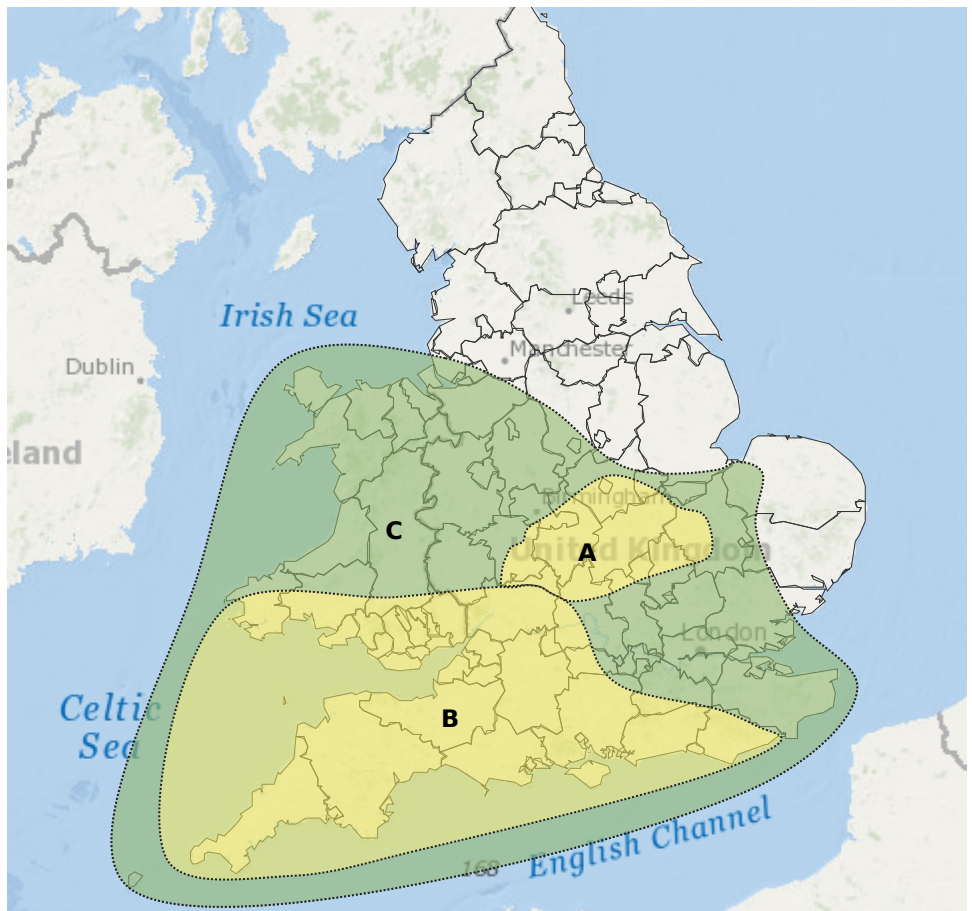 Leeds
Irish Sea
Manchester
Dublin
eland
Birmingham
C
United Kingdom
A
London
Celtic
Sea
B
English Channel
168